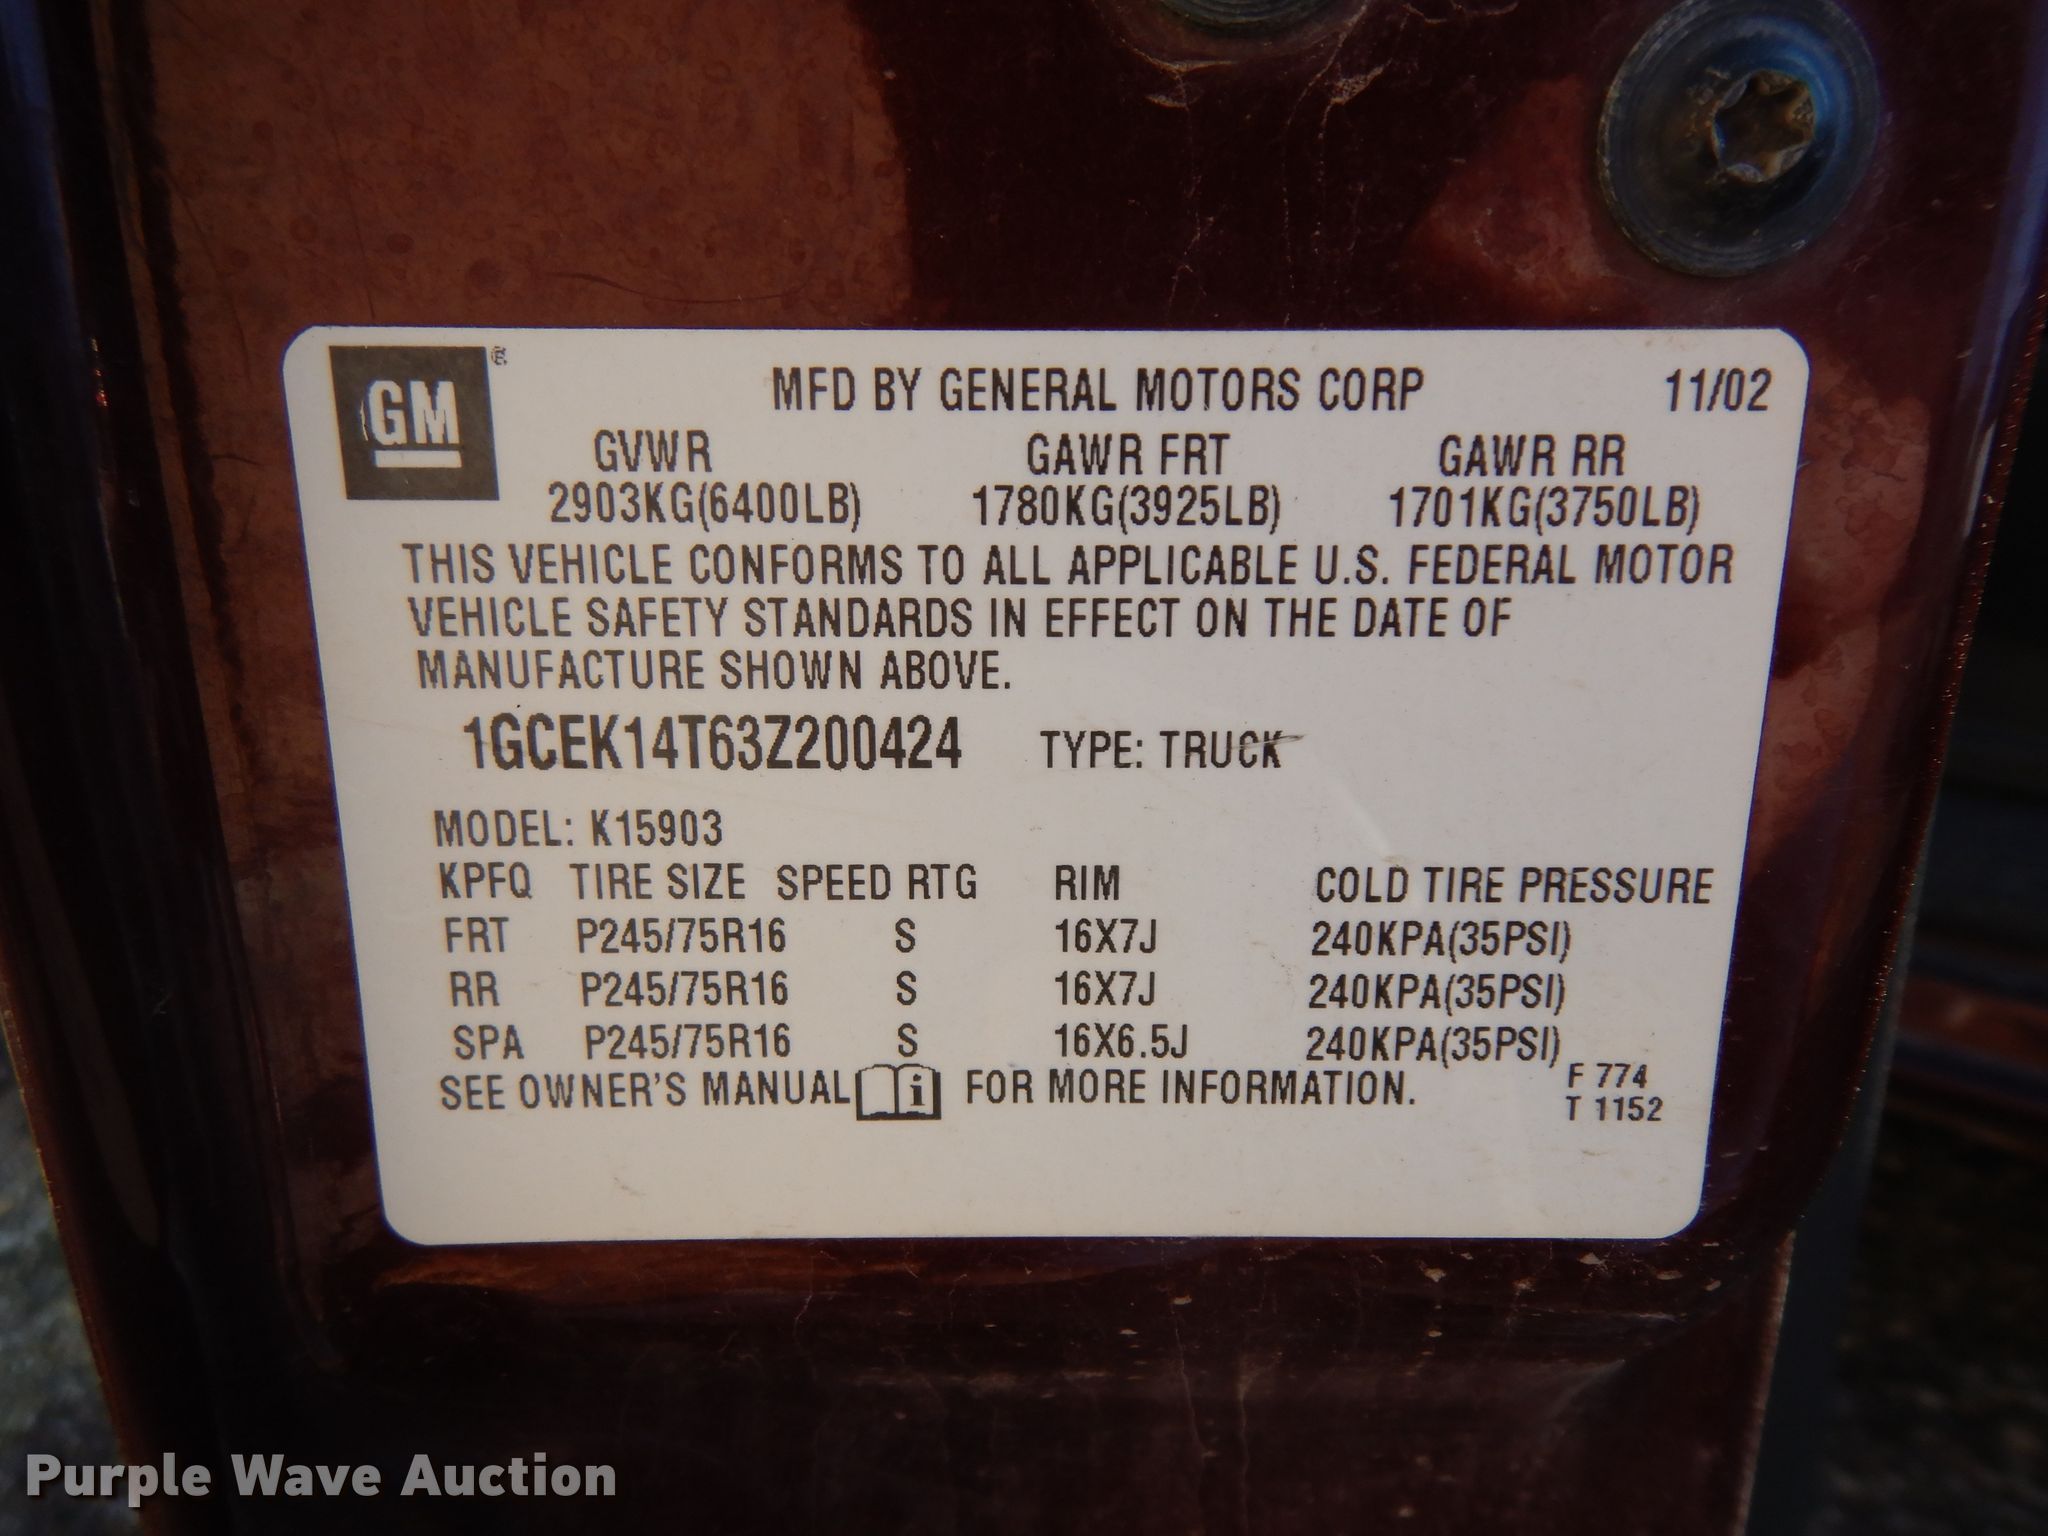 GM ®
MFD BY GENERAL MOTORS CORP 11/02
GVWR GAWR FRT GAWR RR
2903KG(6400LB) 1780KG(3925LB) 1701KG(3750LB)
THIS VEHICLE CONFORMS TO ALL APPLICABLE U.S. FEDERAL MOTOR
VEHICLE SAFETY STANDARDS IN EFFECT ON THE DATE OF
MANUFACTURE SHOWN ABOVE.
1GCEK14T63Z200424 TYPE: TRUCK
MODEL: K15903
KPFQ TIRE SIZE SPEED RTG RIM COLD TIRE PRESSURE
FRT P245/75R16 S 16X7J 240KPA(35PSI)
RR P245/75R16 S 16X7J 240KPA(35PSI)
SPA P245/75R16 S 16X6.5J 240KPA(35PSI)
SEE OWNER'S MANUAL i FOR MORE INFORMATION.
F 774
T 1152
Purple Wave Auction